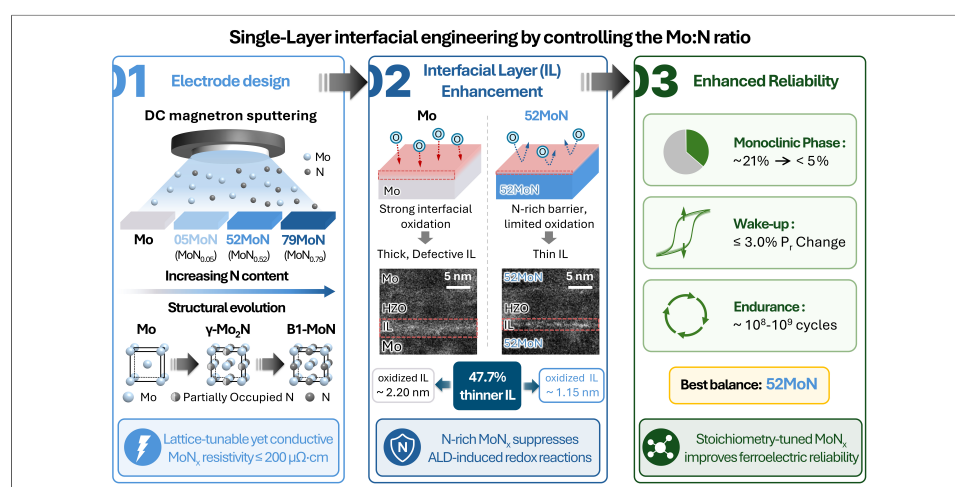 Single-Layer interfacial engineering by controlling the Mo:N ratio
01 Electrode design
DC magnetron sputtering
Mo
N
Mo 05MoN 52MoN 79MoN
(MoN0.05) (MoN0.52) (MoN0.79)
Increasing N content
Structural evolution
Mo γ-Mo2N B1-MoN
Mo Partially Occupied N N
Lattice-tunable yet conductive
MoNx resistivity ≤ 200 µΩ·cm
02 Interfacial Layer (IL)
Enhancement
Mo
O O O O
Mo
Strong interfacial
oxidation
Thick, Defective IL
Mo
5 nm
HZO
IL
Mo
52MoN
O O O O
52MoN
N-rich barrier,
limited oxidation
Thin IL
52MoN
5 nm
HZO
IL
52MoN
oxidized IL
~ 2.20 nm
47.7%
thinner IL
oxidized IL
~ 1.15 nm
N
N-rich MoNx suppresses
ALD-induced redox reactions
03 Enhanced Reliability
Monoclinic Phase :
~21% → < 5%
Wake-up :
≤ 3.0% Pr Change
Endurance :
~ 10⁸-10⁹ cycles
Best balance: 52MoN
Stoichiometry-tuned MoNx
improves ferroelectric reliability